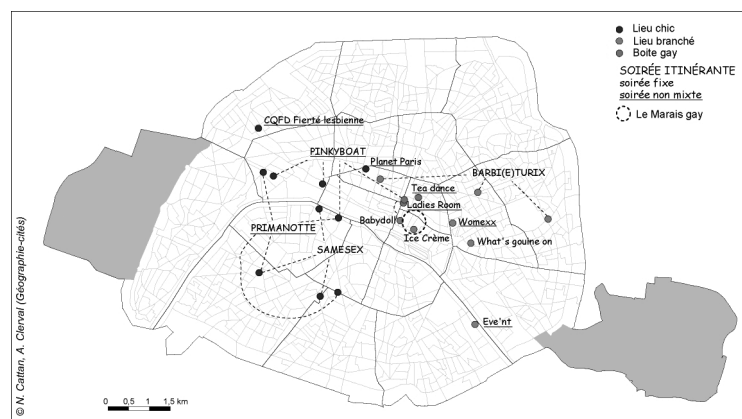 Lieu chic
Lieu branché
Boite gay
SOIRÉE ITINÉRANTE
soirée fixe
soirée non mixte
Le Marais gay
CQFD Fierté lesbienne
PINKYBOAT
Planet Paris
BARBI(E)TURIX
Tea dance
Ladies Room
Babydoll
Womexx
PRIMANOTTE
Ice Crème
What's gouine on
SAMESEX
Eve'nt
0 0,5 1 1,5 km
© N. Cattan, A. Clerval (Géographie-cités)